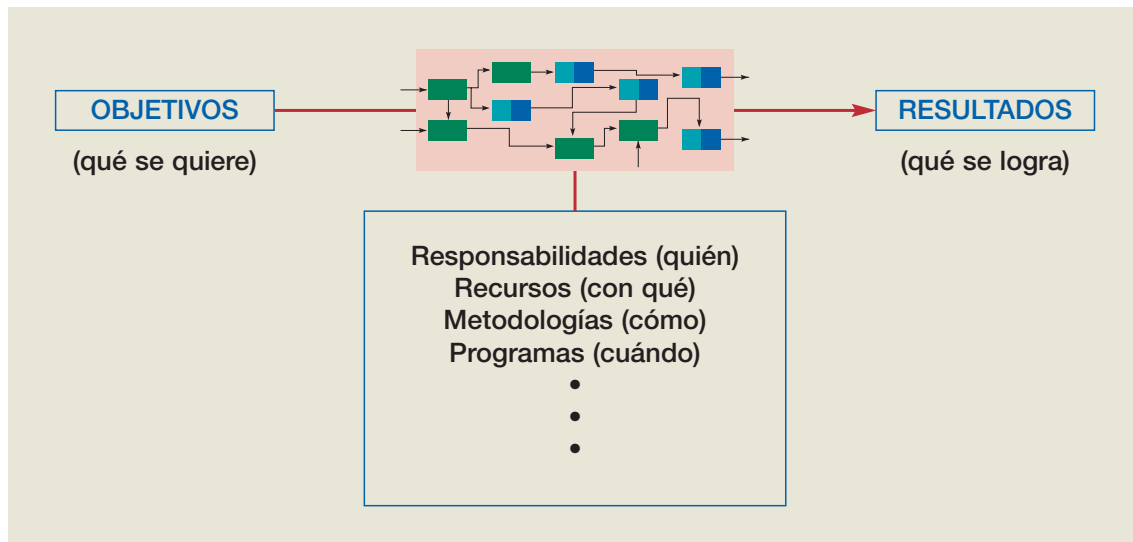 OBJETIVOS
(qué se quiere)
RESULTADOS
(qué se logra)
Responsabilidades (quién)
Recursos (con qué)
Metodologías (cómo)
Programas (cuándo)
•
•
•